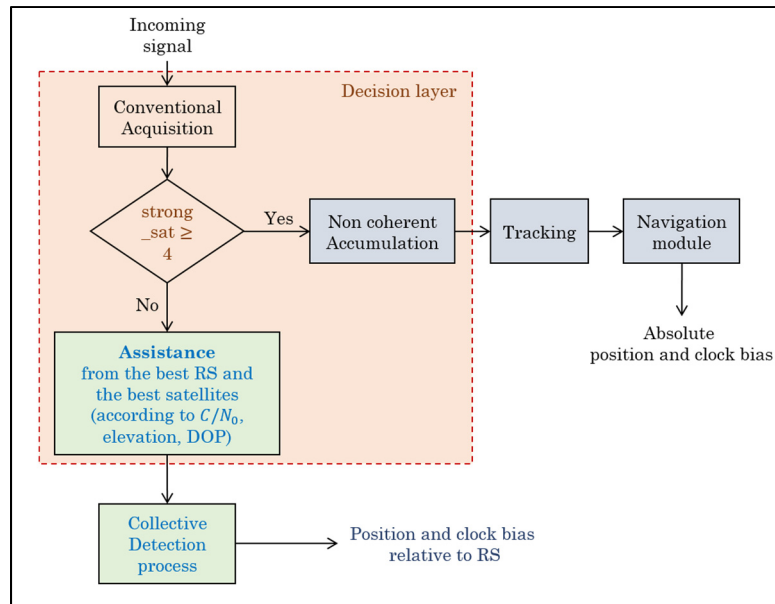 Incoming
signal
Decision layer
Conventional
Acquisition
strong
_sat ≥
4
Yes
Non coherent
Accumulation
Tracking
Navigation
module
No
Absolute
position and clock bias
Assistance
from the best RS and
the best satellites
(according to C/N₀,
elevation, DOP)
Collective
Detection
process
Position and clock bias
relative to RS